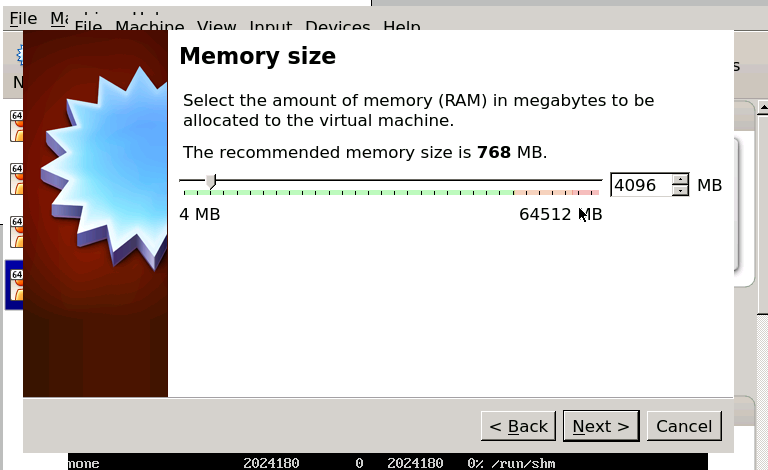 File
File Machine View Input Devices Help
Memory size
Select the amount of memory (RAM) in megabytes to be
allocated to the virtual machine.
The recommended memory size is 768 MB.
4096 MB
4 MB 64512 MB
64
64
64
64
< Back Next > Cancel
none 2024180 0 2024180 0% /run/shm